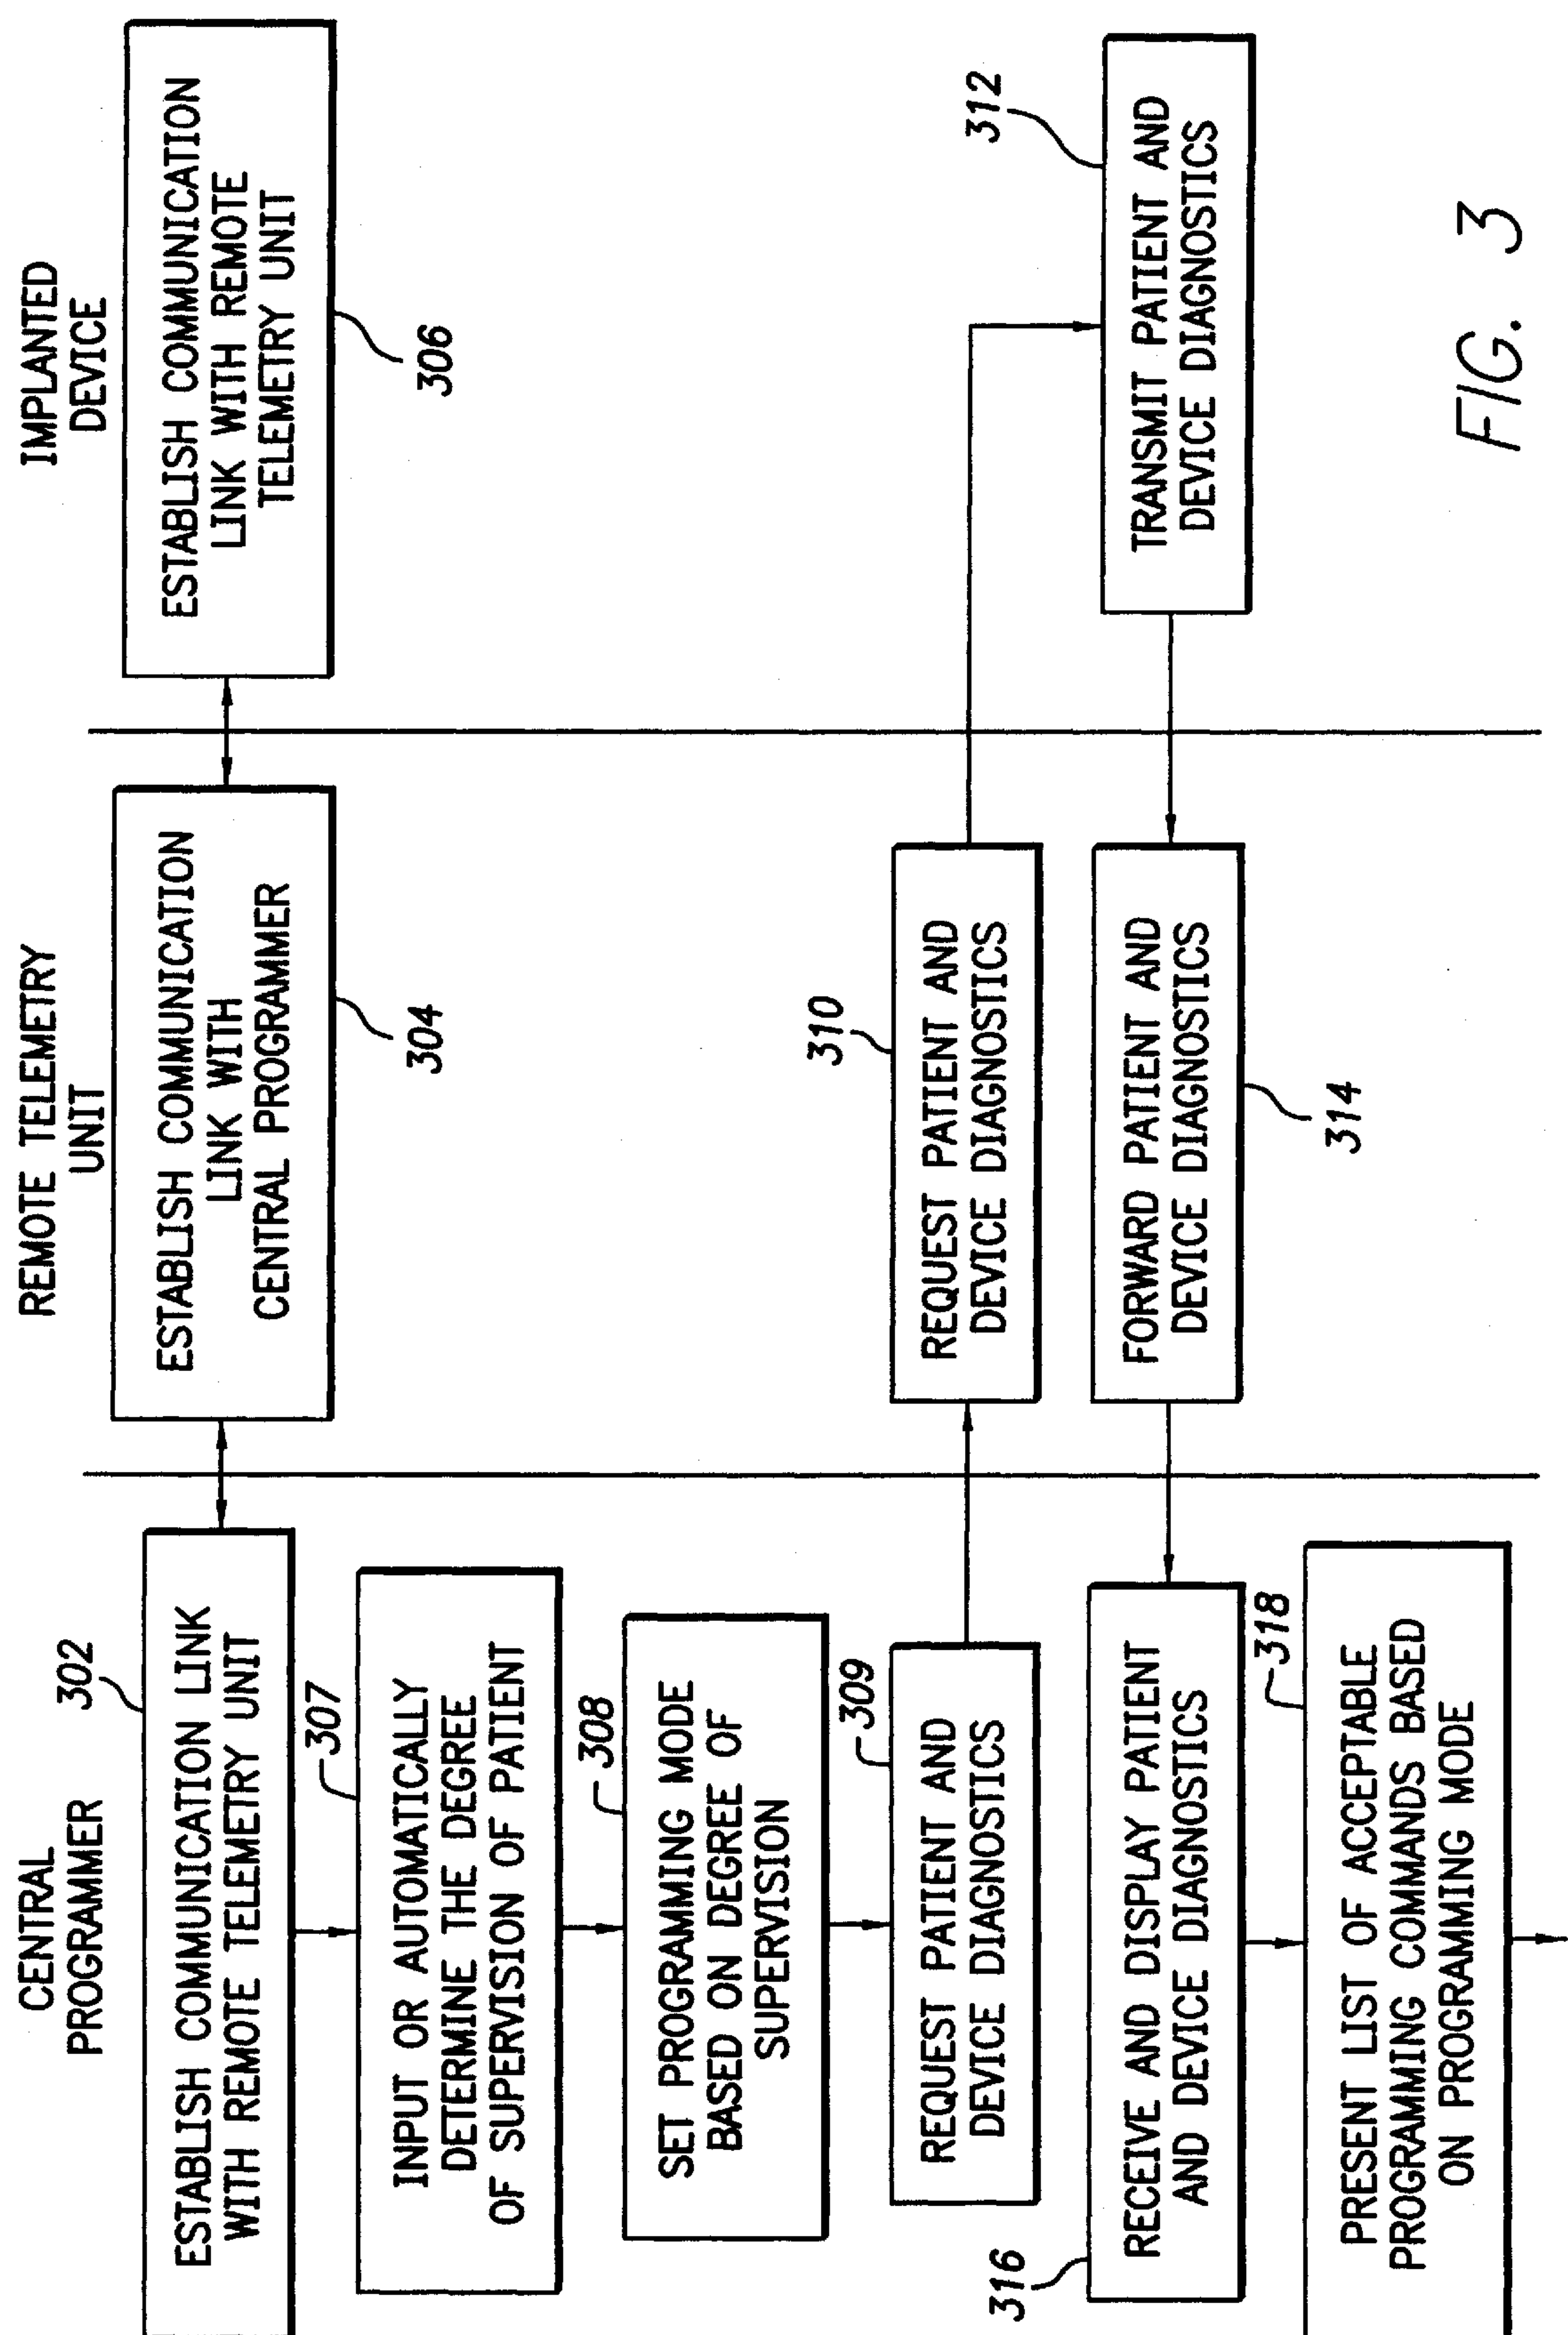 CENTRAL
PROGRAMMER
REMOTE TELEMETRY
UNIT
IMPLANTED
DEVICE
302
ESTABLISH COMMUNICATION LINK
WITH REMOTE TELEMETRY UNIT
ESTABLISH COMMUNICATION
LINK WITH
CENTRAL PROGRAMMER
304
ESTABLISH COMMUNICATION
LINK WITH REMOTE
TELEMETRY UNIT
306
307
INPUT OR AUTOMATICALLY
DETERMINE THE DEGREE
OF SUPERVISION OF PATIENT
308
SET PROGRAMMING MODE
BASED ON DEGREE OF
SUPERVISION
309
REQUEST PATIENT AND
DEVICE DIAGNOSTICS
310
REQUEST PATIENT AND
DEVICE DIAGNOSTICS
312
TRANSMIT PATIENT AND
DEVICE DIAGNOSTICS
FORWARD PATIENT AND
DEVICE DIAGNOSTICS
314
316
RECEIVE AND DISPLAY PATIENT
AND DEVICE DIAGNOSTICS
318
PRESENT LIST OF ACCEPTABLE
PROGRAMMING COMMANDS BASED
ON PROGRAMMING MODE
FIG. 3